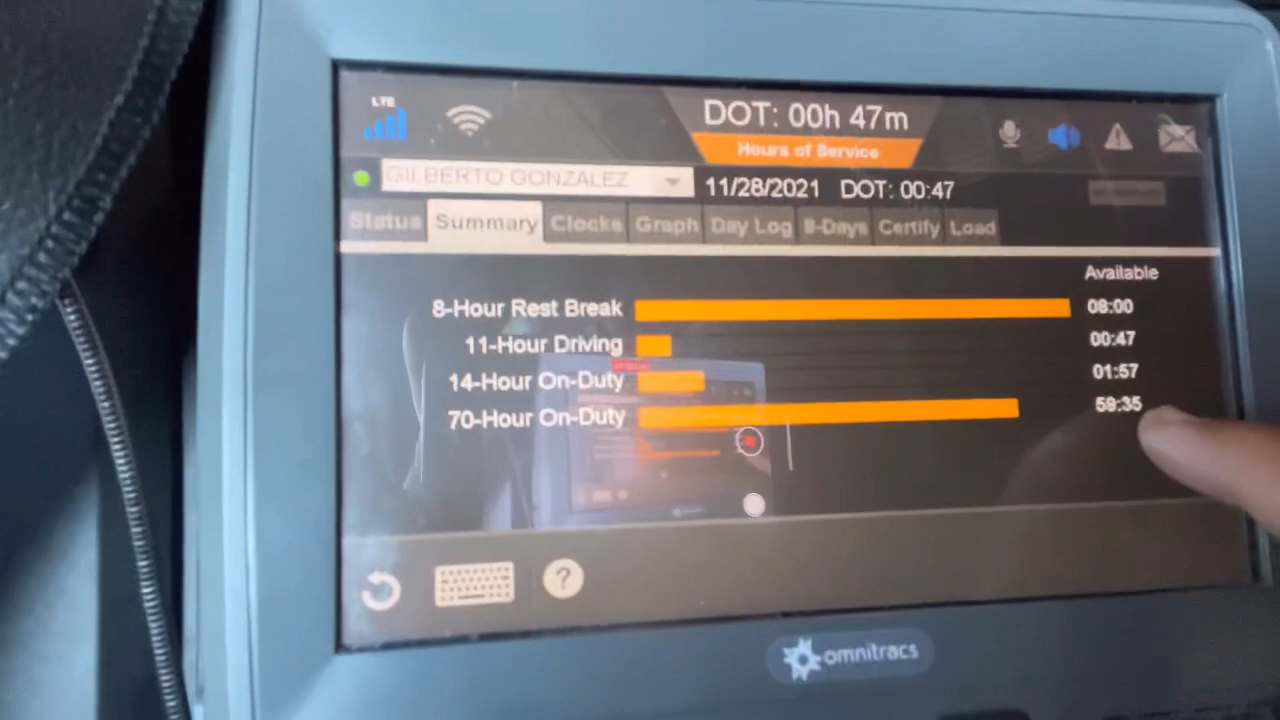 LTE
DOT: 00h 47m
Hours of Service
GILBERTO GONZALEZ
11/28/2021 DOT: 00:47
Status Summary Clocks Graph Day Log 8-Days Certify Load
Available
8-Hour Rest Break 08:00
11-Hour Driving 00:47
14-Hour On-Duty 01:57
70-Hour On-Duty 59:35
?
omnitracs